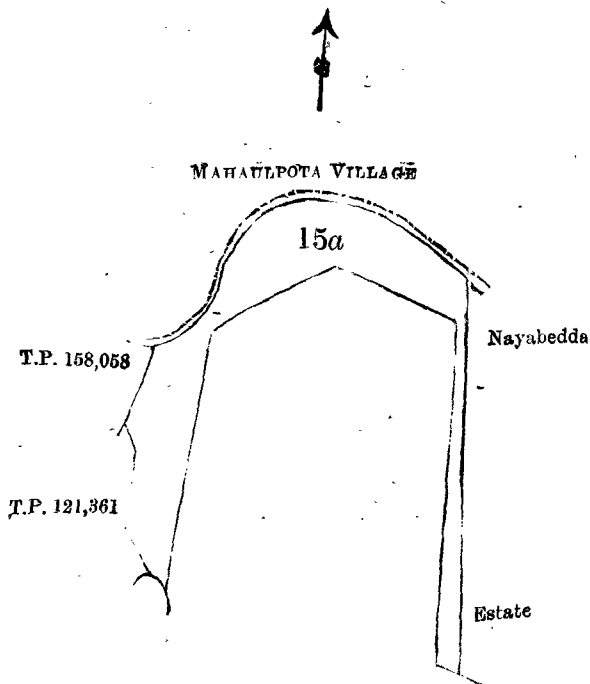 MAHAULPOTA VILLAGE
15a
T.P. 158,058
Nayabedda
T.P. 121,361
Estate